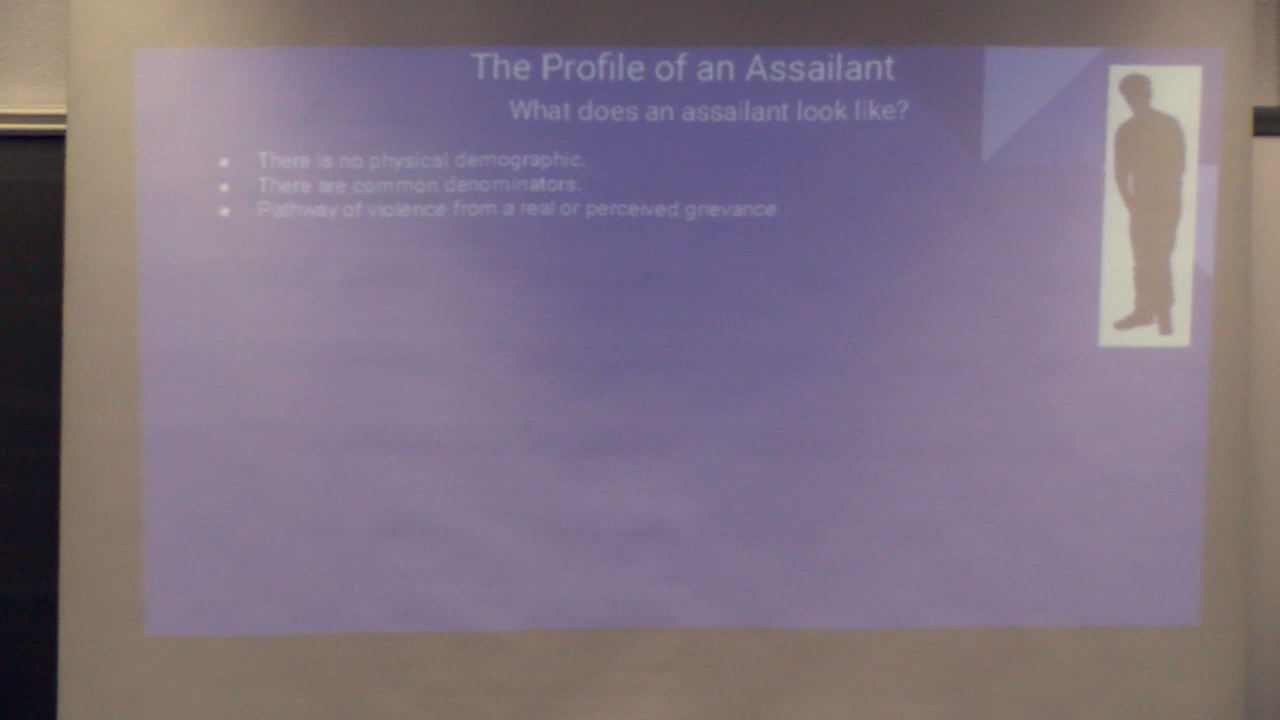 The Profile of an Assailant
What does an assailant look like?
• There is no physical demographic.
• There are common denominators.
• Pathway of violence from a real or perceived grievance.